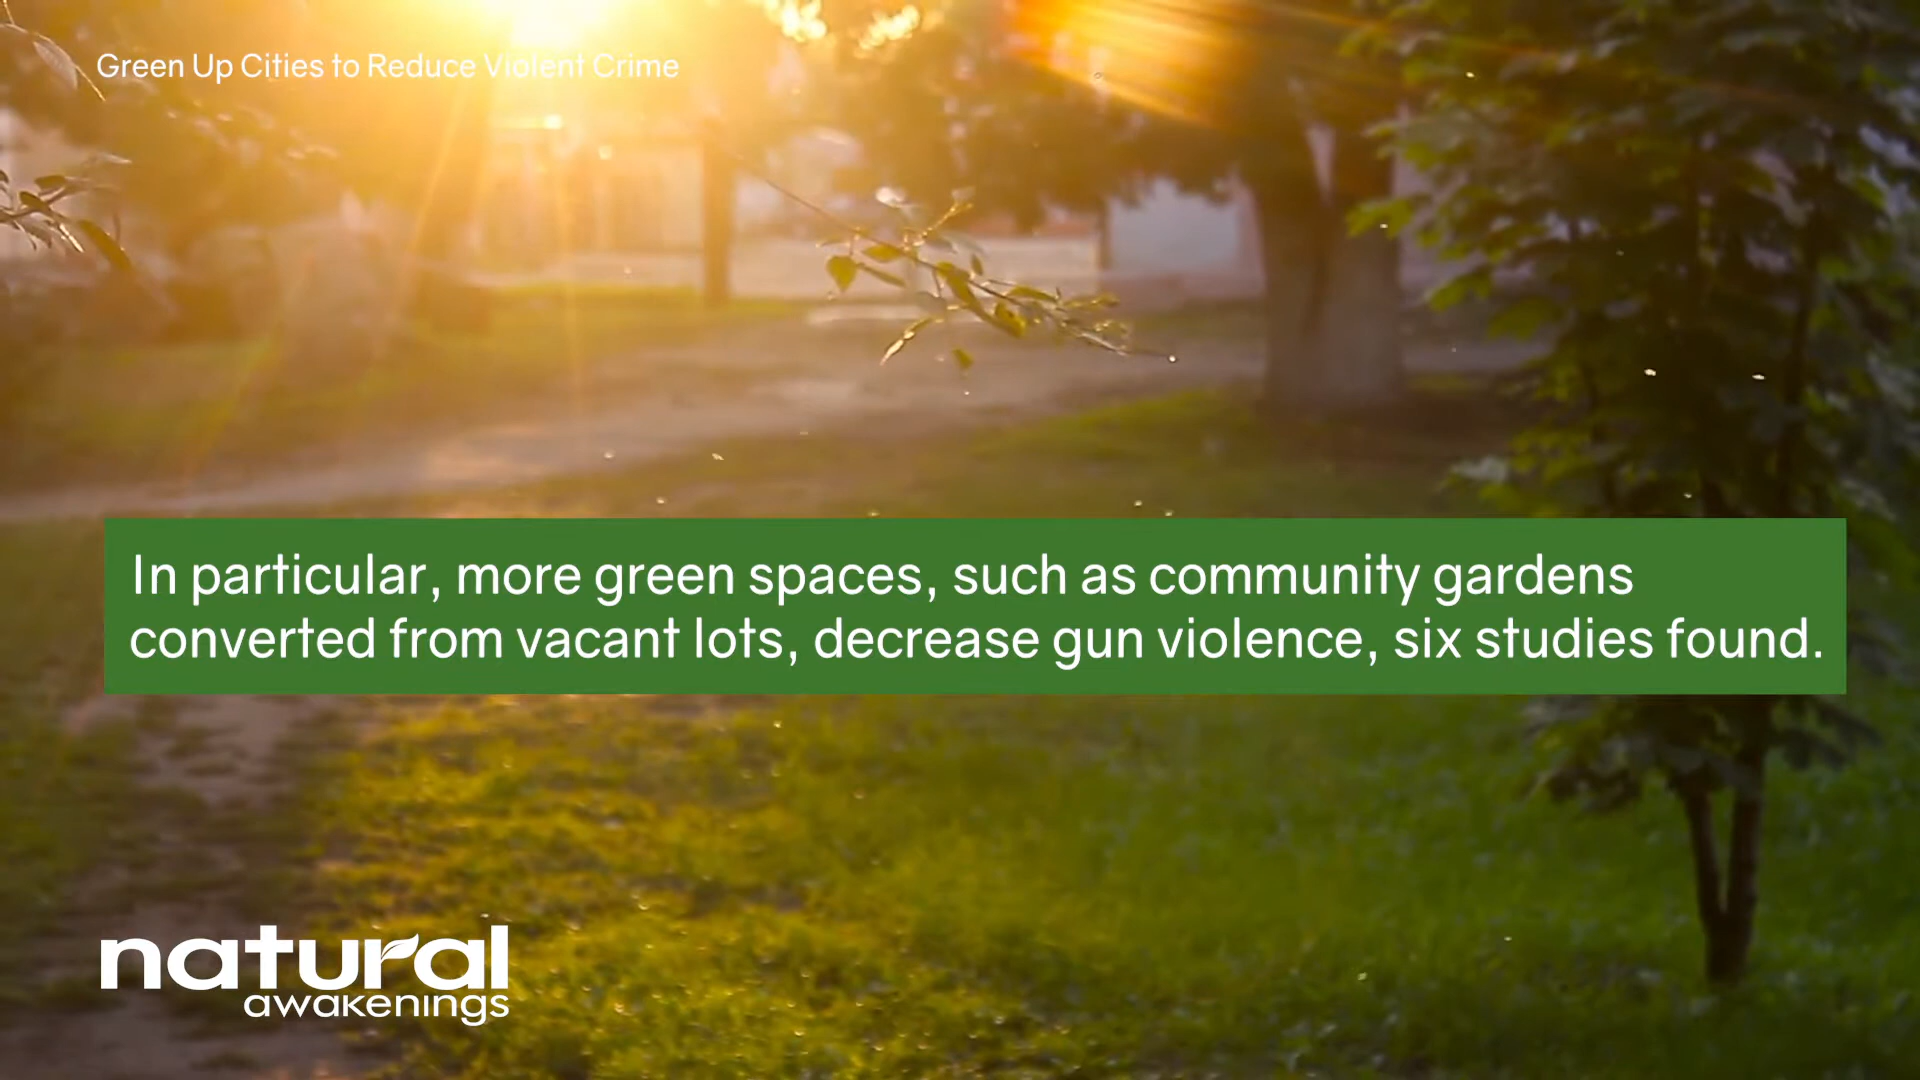 Green Up Cities to Reduce Violent Crime
In particular, more green spaces, such as community gardens
converted from vacant lots, decrease gun violence, six studies found.
natural
awakenings